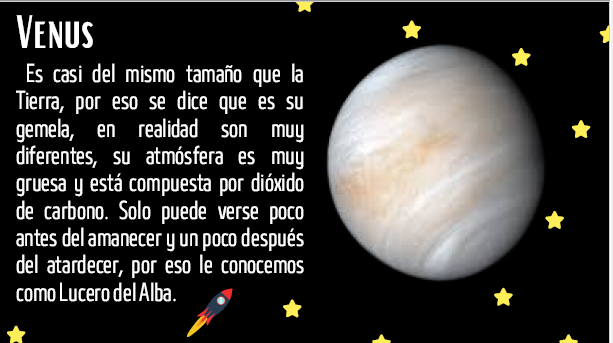 VENUS
Es casi del mismo tamaño que la
Tierra, por eso se dice que es su
gemela, en realidad son muy
diferentes, su atmósfera es muy
gruesa y está compuesta por dióxido
de carbono. Solo puede verse poco
antes del amanecer y un poco después
del atardecer, por eso le conocemos
como Lucero del Alba.